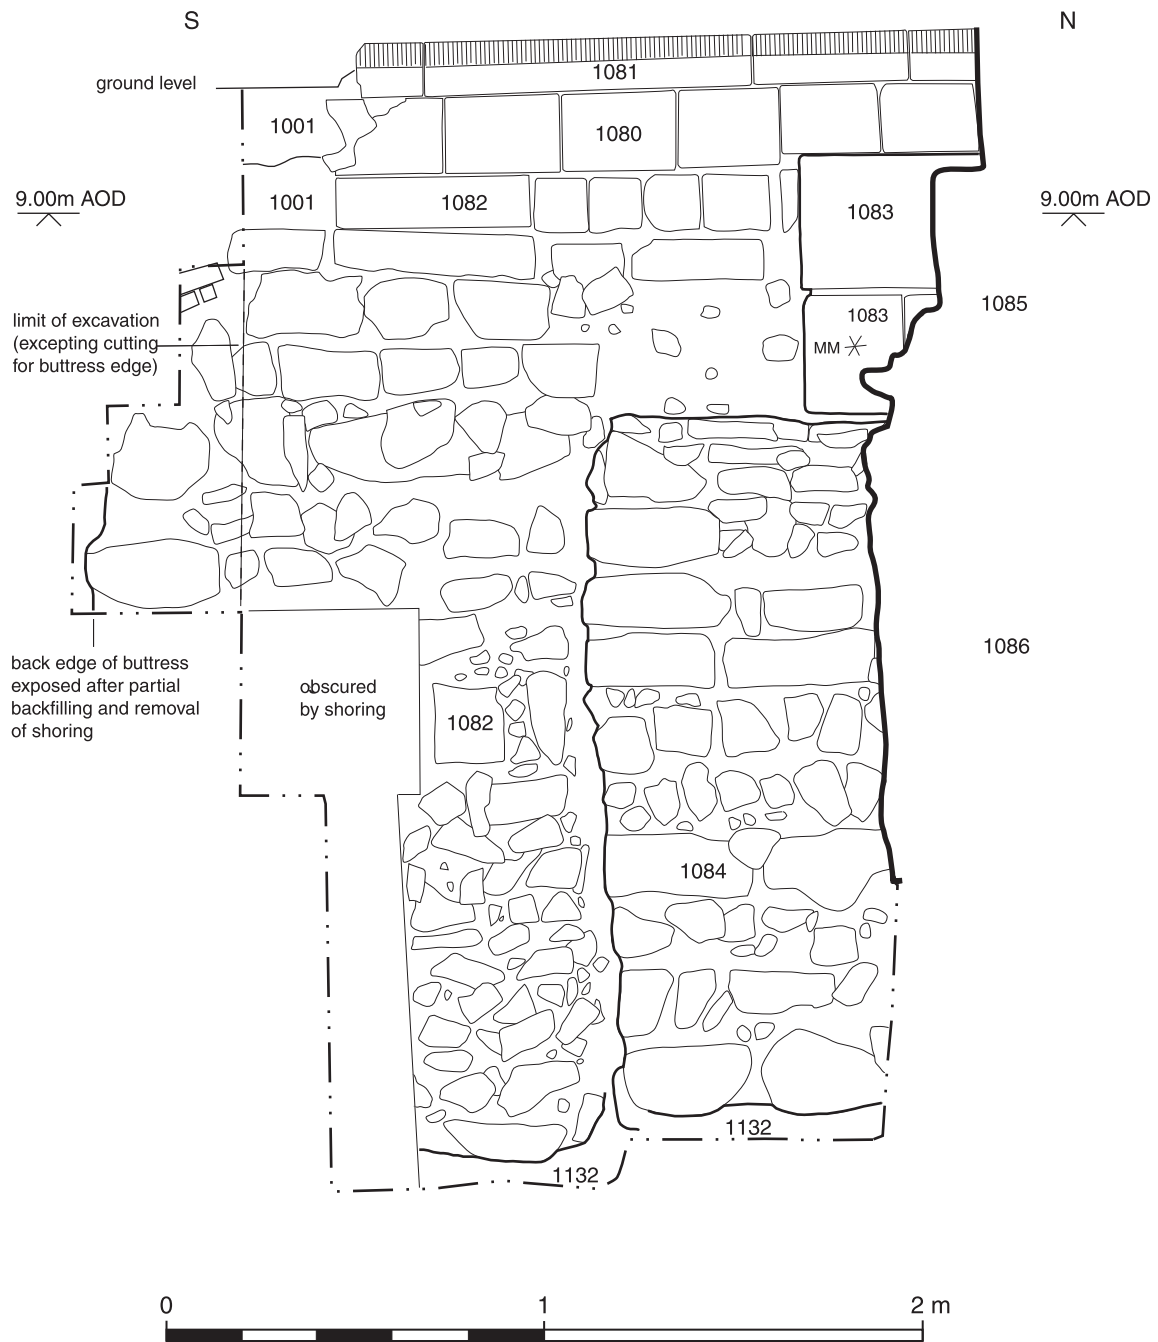 S
N
ground level
1081
1001
1080
9.00m AOD
1001
1082
1083
9.00m AOD
1085
limit of excavation
(excepting cutting
for buttress edge)
1083
MM
1086
back edge of buttress
exposed after partial
backfilling and removal
of shoring
obscured
by shoring
1082
1084
1132
1132
0
1
2 m